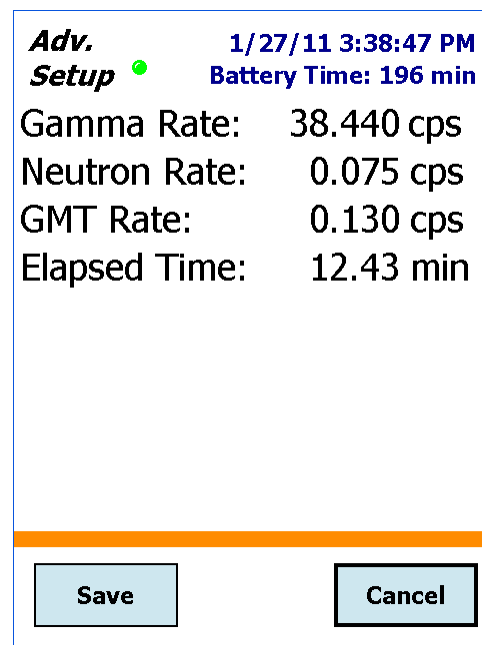 Adv. Setup
1/27/11 3:38:47 PM
Battery Time: 196 min
Gamma Rate: 38.440 cps
Neutron Rate: 0.075 cps
GMT Rate: 0.130 cps
Elapsed Time: 12.43 min
Save
Cancel